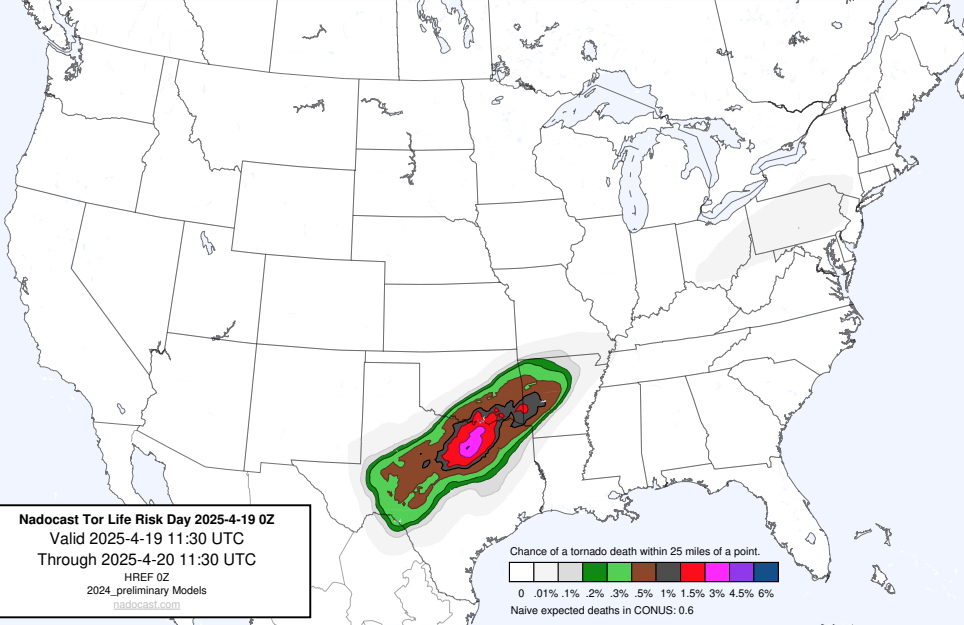 Nadocast Tor Life Risk Day 2025-4-19 0Z
Valid 2025-4-19 11:30 UTC
Through 2025-4-20 11:30 UTC
HREF 0Z
2024_preliminary Models
nadocast.com
Chance of a tornado death within 25 miles of a point.
0 .01% .1% .2% .3% .5% 1% 1.5% 3% 4.5% 6%
Naive expected deaths in CONUS: 0.6